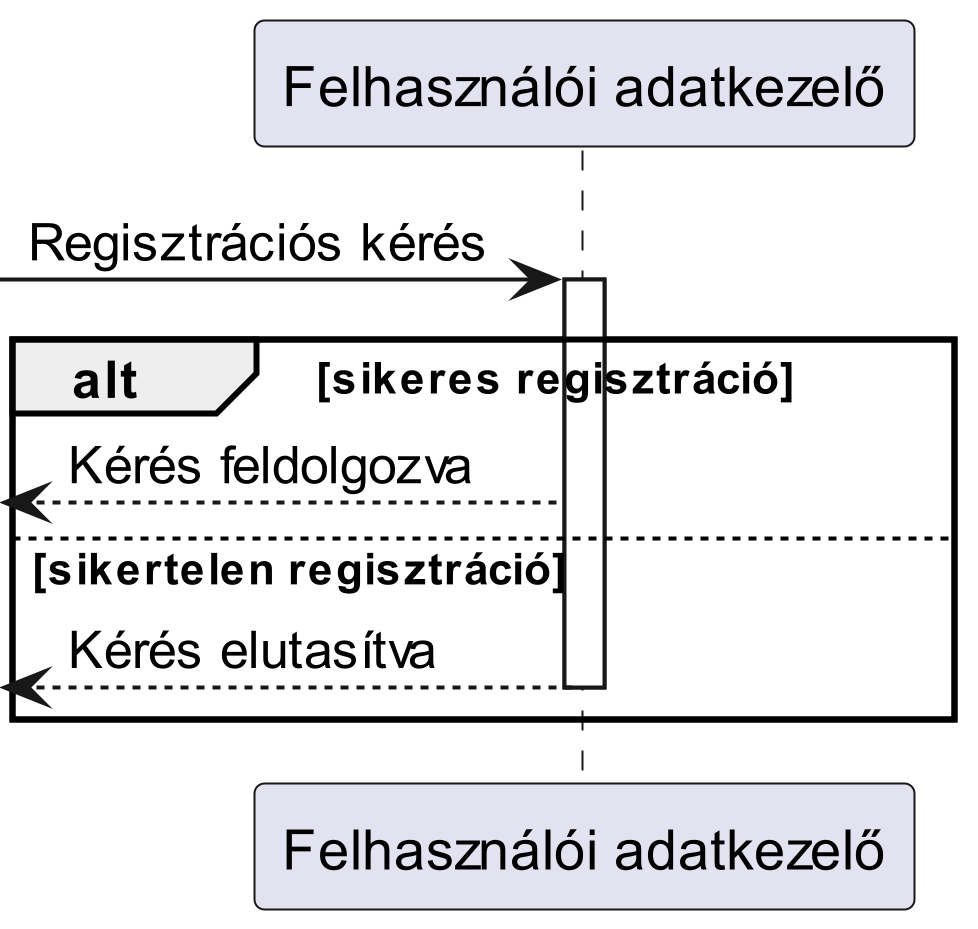 Felhasználói adatkezelő
Regisztrációs kérés
alt [sikeres regisztráció]
Kérés feldolgozva
[sikertelen regisztráció]
Kérés elutasítva
Felhasználói adatkezelő